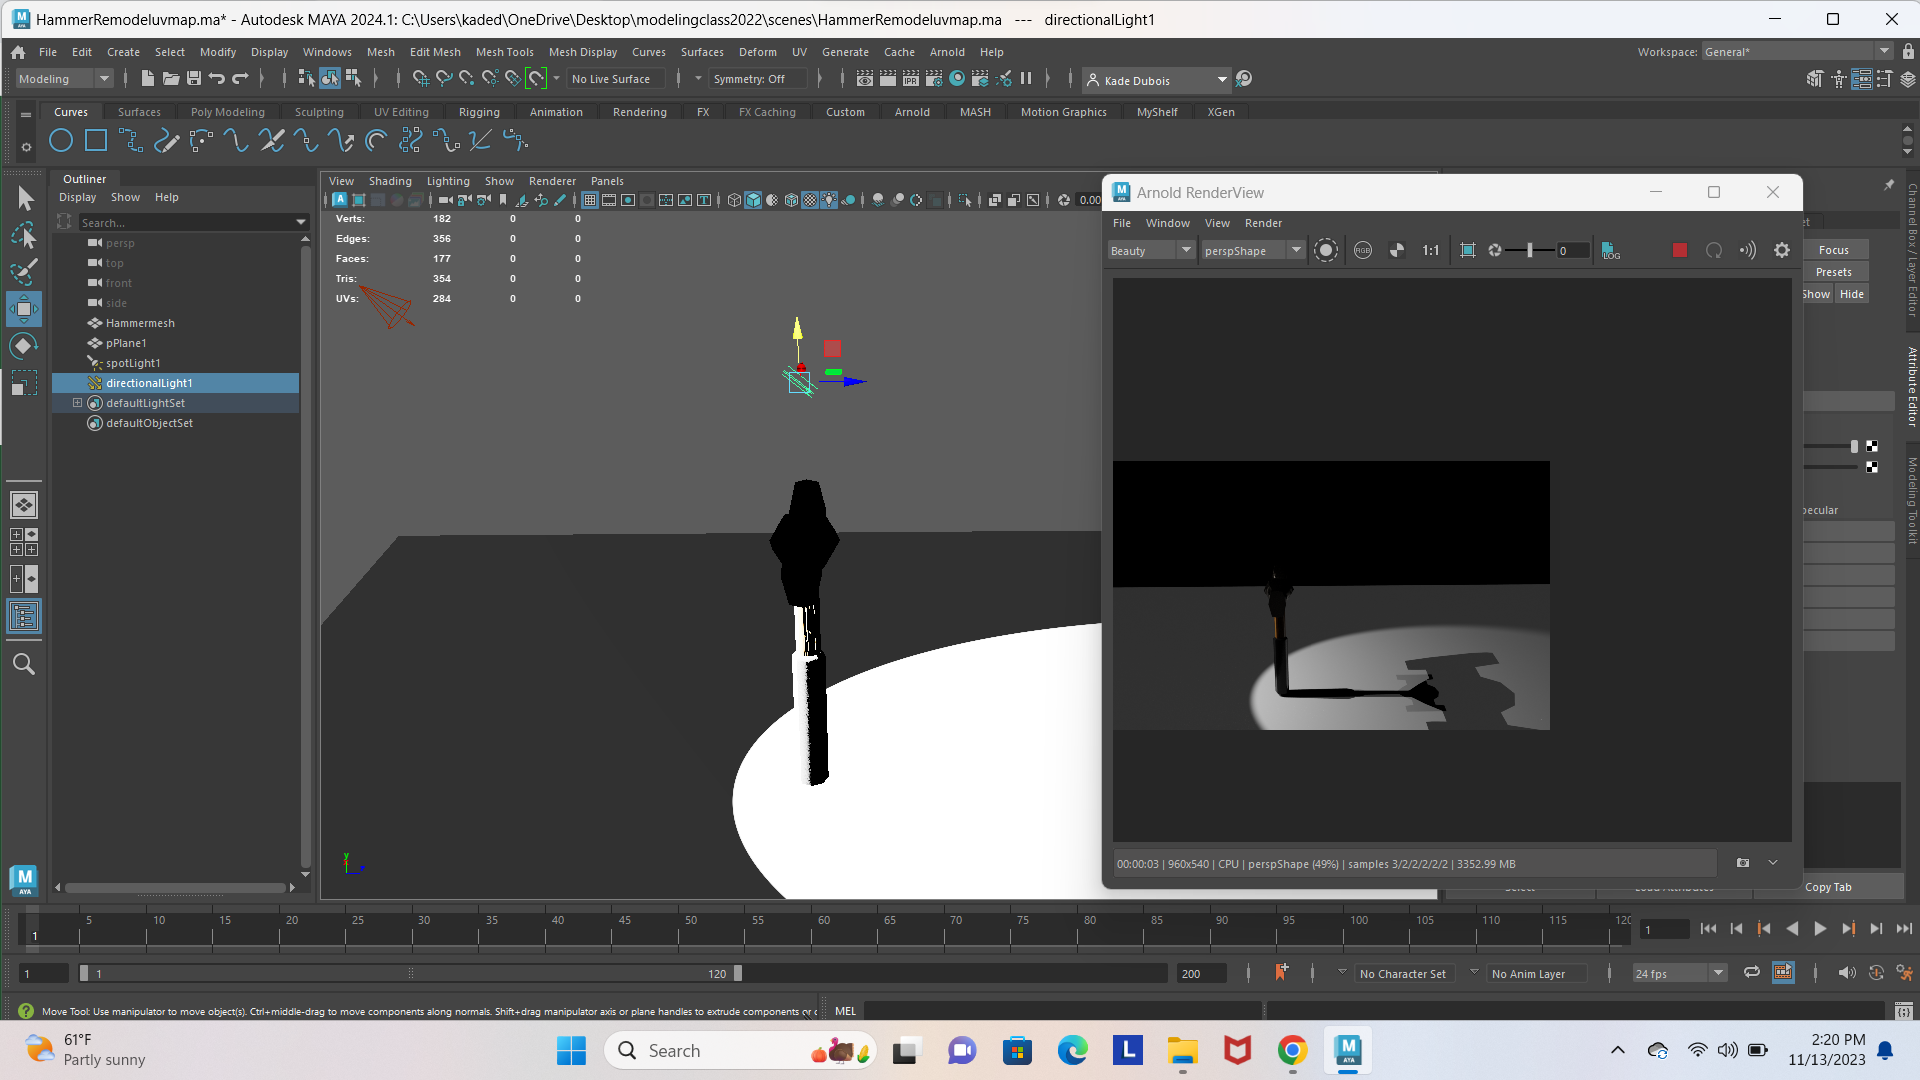 HammerRemodeluvmap.ma* - Autodesk MAYA 2024.1: C:\Users\kaded\OneDrive\Desktop\modelingclass2022\scenes\HammerRemodeluvmap.ma   ---   directionalLight1
File Edit Create Select Modify Display Windows Mesh Edit Mesh Mesh Tools Mesh Display Curves Surfaces Deform UV Generate Cache Arnold Help
Workspace: General*
Modeling
No Live Surface
Symmetry: Off
Kade Dubois
Curves Surfaces Poly Modeling Sculpting UV Editing Rigging Animation Rendering FX FX Caching Custom Arnold MASH Motion Graphics MyShelf XGen
Outliner
Display Show Help
Search...
persp
top
front
side
Hammermesh
pPlane1
spotLight1
directionalLight1
defaultLightSet
defaultObjectSet
View Shading Lighting Show Renderer Panels
0.00
Verts: 182 0 0
Edges: 356 0 0
Faces: 177 0 0
Tris: 354 0 0
UVs: 284 0 0
y
Arnold RenderView
File Window View Render
Beauty
perspShape
RGB
1:1
0
LOG
00:00:03 | 960x540 | CPU | perspShape (49%) | samples 3/2/2/2/2/2 | 3352.99 MB
Focus
Presets
Show Hide
Copy Tab
Channel Box / Layer Editor
Attribute Editor
Modeling Toolkit
5 10 15 20 25 30 35 40 45 50 55 60 65 70 75 80 85 90 95 100 105 110 115 120
1
1
1
1
120
200
No Character Set
No Anim Layer
24 fps
Move Tool: Use manipulator to move object(s). Ctrl+middle-drag to move components along normals. Shift+drag manipulator axis or plane handles to extrude components or
MEL
61°F
Partly sunny
Search
2:20 PM
11/13/2023